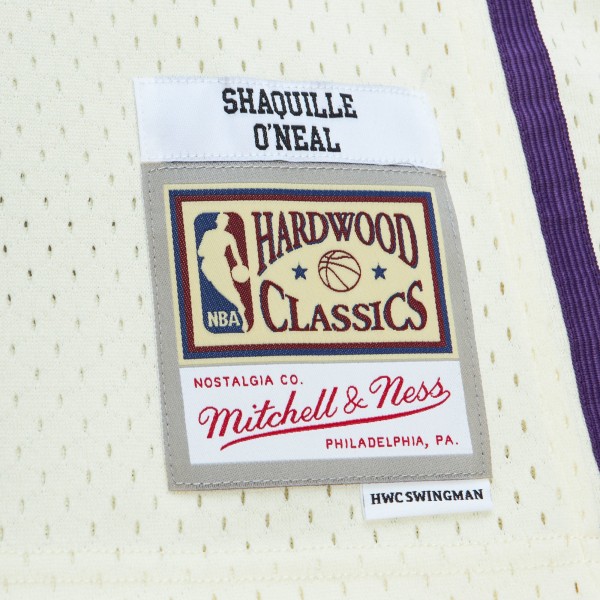 SHAQUILLE
O'NEAL
HARDWOOD
CLASSICS
NBA
NOSTALGIA CO.
Mitchell & Ness
PHILADELPHIA, PA.
HWC SWINGMAN